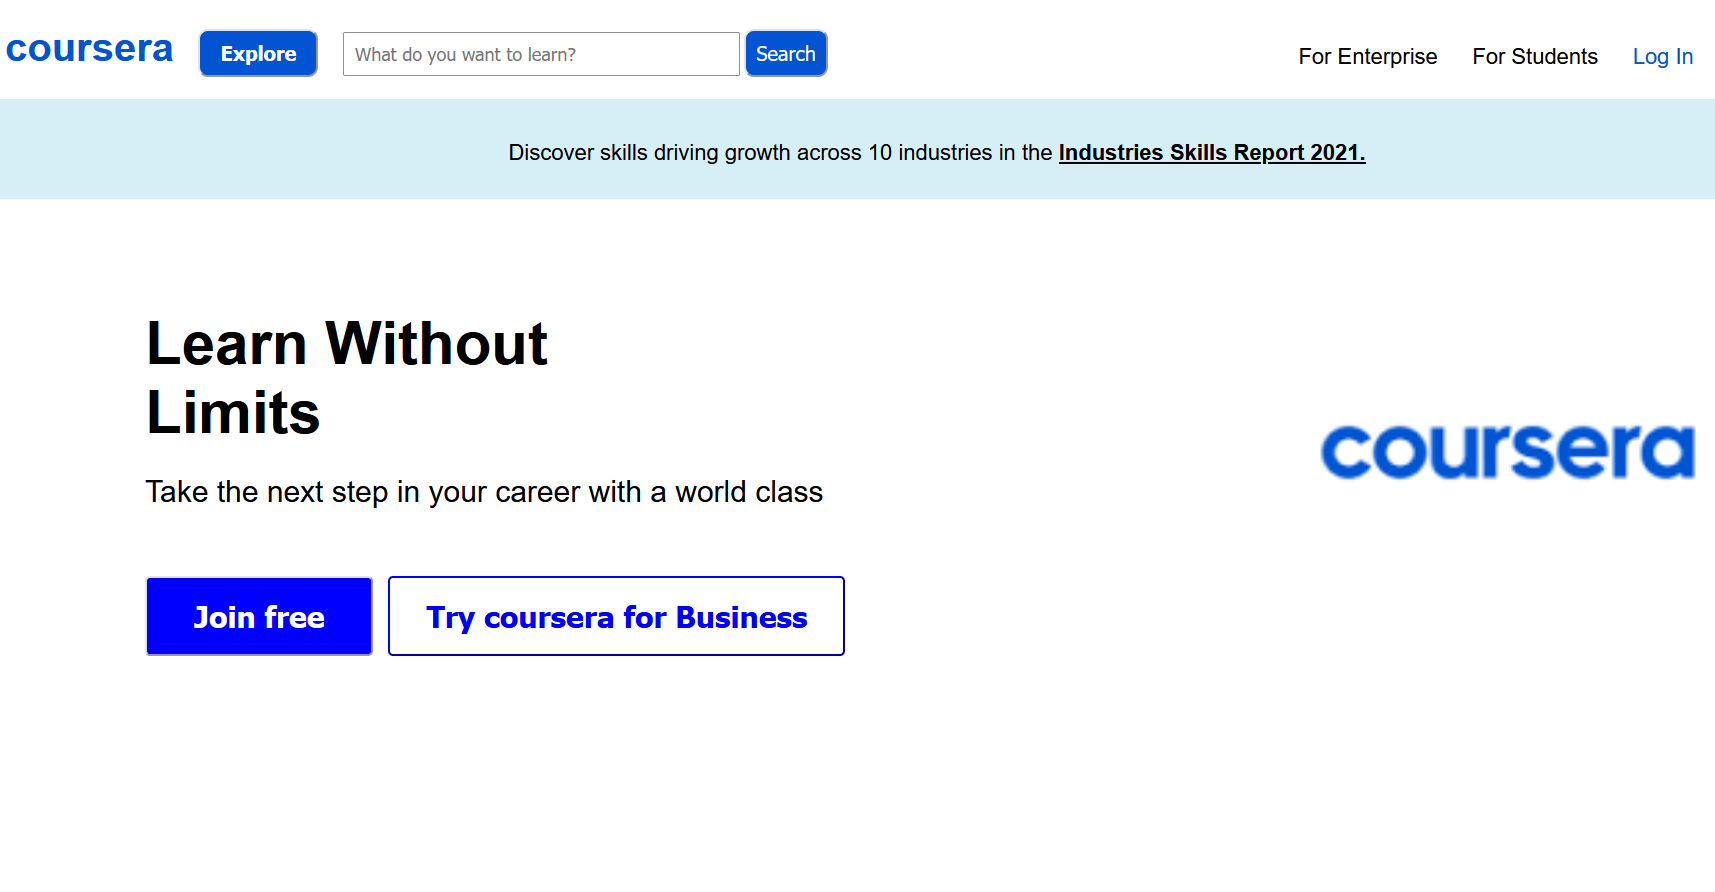 coursera Explore What do you want to learn? Search For Enterprise For Students Log In
Discover skills driving growth across 10 industries in the Industries Skills Report 2021.
Learn Without
Limits
coursera
Take the next step in your career with a world class
Join free Try coursera for Business